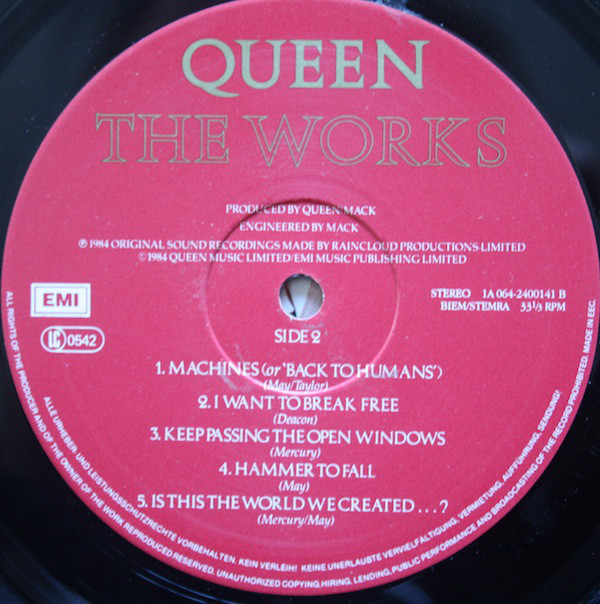 QUEEN
THE WORKS
PRODUCED BY QUEEN/MACK
ENGINEERED BY MACK
℗ 1984 ORIGINAL SOUND RECORDINGS MADE BY RAINCLOUD PRODUCTIONS LIMITED
© 1984 QUEEN MUSIC LIMITED/EMI MUSIC PUBLISHING LIMITED
EMI
STEREO 1A 064-2400141 B
BIEM/STEMRA 33⅓ RPM
LC 0542
SIDE 2
1. MACHINES (or 'BACK TO HUMANS')
(May/Taylor)
2. I WANT TO BREAK FREE
(Deacon)
3. KEEP PASSING THE OPEN WINDOWS
(Mercury)
4. HAMMER TO FALL
(May)
5. IS THIS THE WORLD WE CREATED...?
(Mercury/May)
ALLE URHEBER- UND LEISTUNGSSCHUTZRECHTE VORBEHALTEN. KEIN VERLEIH! KEINE UNERLAUBTE VERVIELFÄLTIGUNG, VERMIETUNG, AUFFÜHRUNG, SENDUNG!
ALL RIGHTS OF THE PRODUCER AND OF THE OWNER OF THE WORK REPRODUCED RESERVED. UNAUTHORIZED COPYING, HIRING, LENDING, PUBLIC PERFORMANCE AND BROADCASTING OF THE RECORD PROHIBITED. MADE IN EEC.